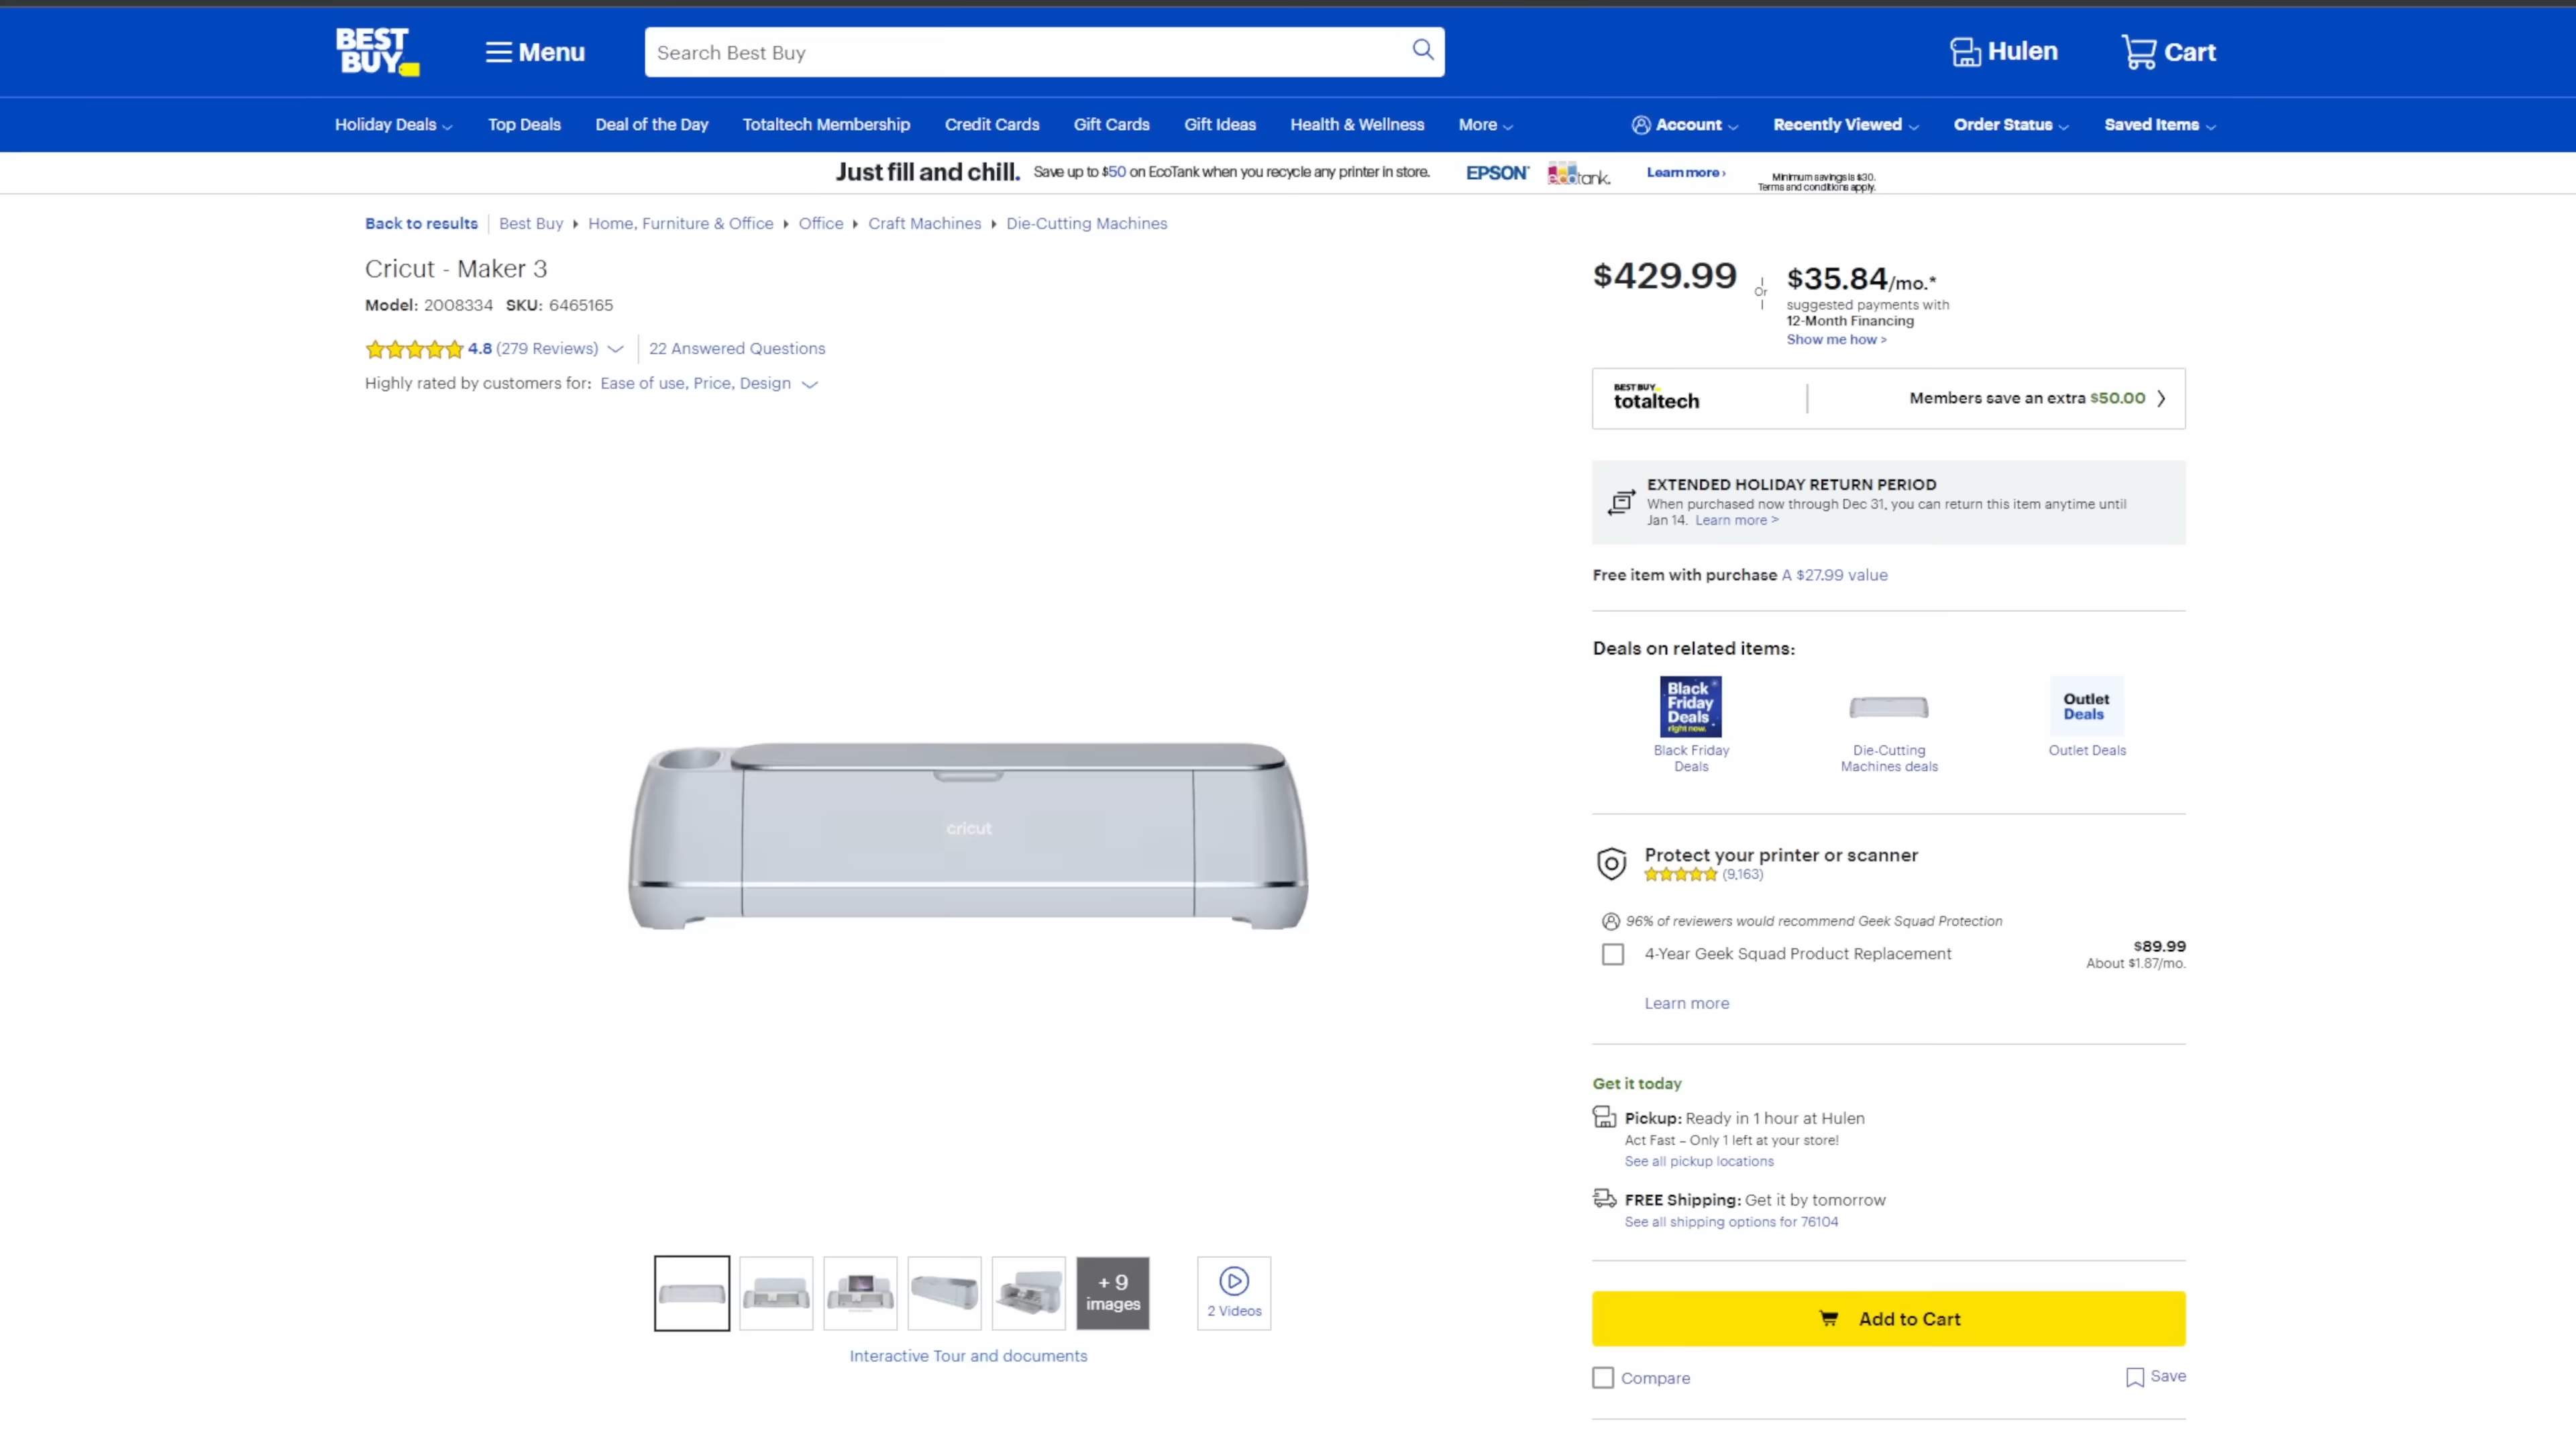 BEST
BUY
Menu
Search Best Buy
Hulen
Cart
Holiday Deals
Top Deals
Deal of the Day
Totaltech Membership
Credit Cards
Gift Cards
Gift Ideas
Health & Wellness
More
Account
Recently Viewed
Order Status
Saved Items
Just fill and chill. Save up to $50 on EcoTank when you recycle any printer in store. EPSON ecotank. Learn more › Minimum savings is $30.
Terms and conditions apply.
Back to results Best Buy Home, Furniture & Office Office Craft Machines Die-Cutting Machines
Cricut - Maker 3
Model: 2008334 SKU: 6465165
4.8 (279 Reviews) 22 Answered Questions
Highly rated by customers for: Ease of use, Price, Design
cricut
+ 9
images
2 Videos
Interactive Tour and documents
$429.99
Or
$35.84/mo.*
suggested payments with
12-Month Financing
Show me how >
BEST BUY
totaltech
Members save an extra $50.00
EXTENDED HOLIDAY RETURN PERIOD
When purchased now through Dec 31, you can return this item anytime until
Jan 14. Learn more >
Free item with purchase A $27.99 value
Deals on related items:
Black
Friday
Deals
right now.
Black Friday
Deals
Die-Cutting
Machines deals
Outlet
Deals
Outlet Deals
Protect your printer or scanner
(9,163)
96% of reviewers would recommend Geek Squad Protection
4-Year Geek Squad Product Replacement
$89.99
About $1.87/mo.
Learn more
Get it today
Pickup: Ready in 1 hour at Hulen
Act Fast – Only 1 left at your store!
See all pickup locations
FREE Shipping: Get it by tomorrow
See all shipping options for 76104
Add to Cart
Compare
Save